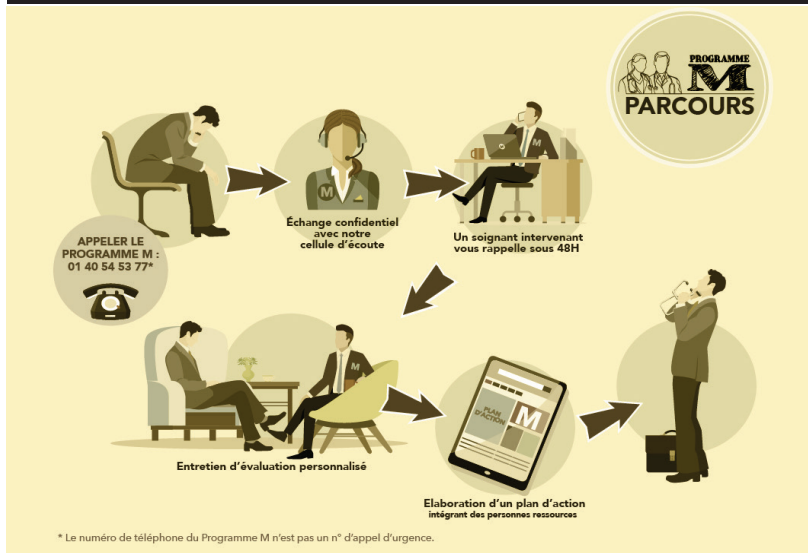 PROGRAMME
M
PARCOURS
M
M
Échange confidentiel
avec notre
cellule d'écoute
Un soignant intervenant
vous rappelle sous 48H
APPELER LE
PROGRAMME M :
01 40 54 53 77*
M
Entretien d'évaluation personnalisé
PLAN
D'ACTION
M
Elaboration d'un plan d'action
intégrant des personnes ressources
* Le numéro de téléphone du Programme M n'est pas un n° d'appel d'urgence.